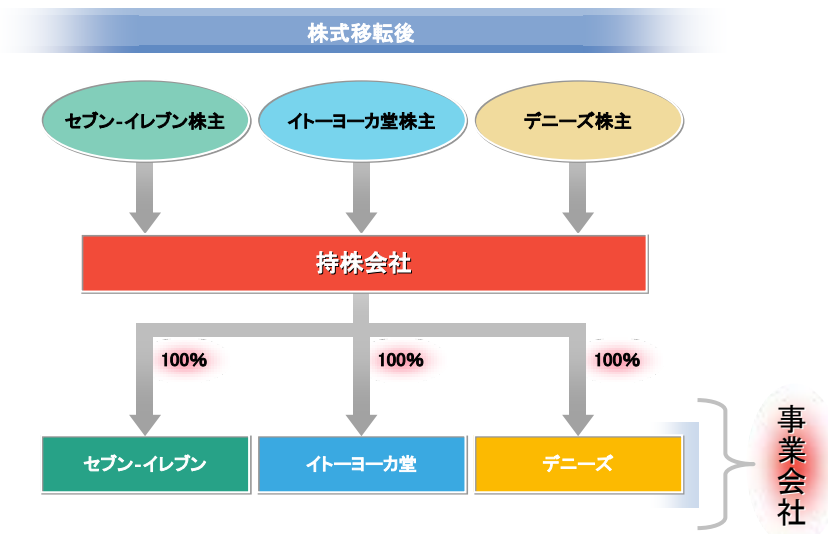 株式移転後
セブン-イレブン株主
イトーヨーカ堂株主
デニーズ株主
持株会社
100%
100%
100%
セブン-イレブン
イトーヨーカ堂
デニーズ
事業会社